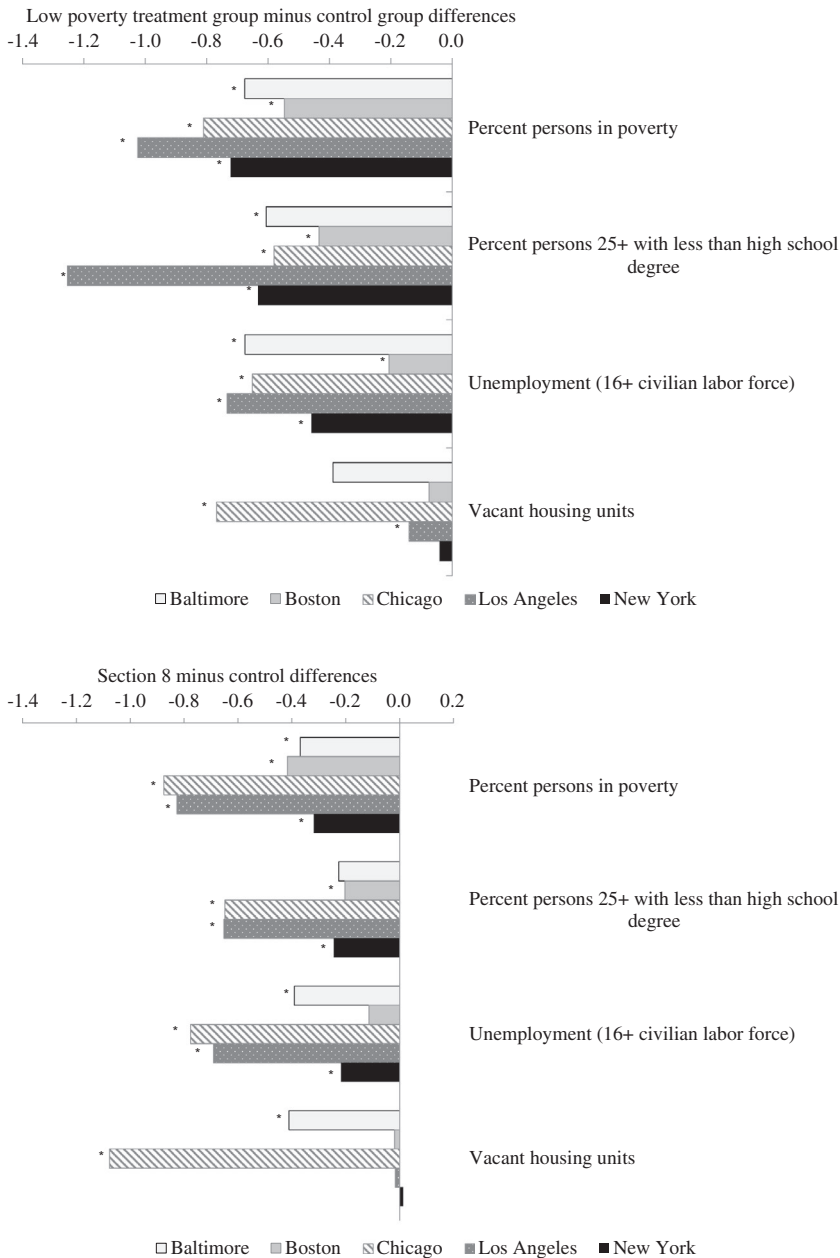 Low poverty treatment group minus control group differences
-1.4 -1.2 -1.0 -0.8 -0.6 -0.4 -0.2 0.0
*
*
*
*
*
Percent persons in poverty
*
*
*
*
*
Percent persons 25+ with less than high school
degree
*
*
*
*
*
Unemployment (16+ civilian labor force)
*
*
Vacant housing units
Baltimore Boston Chicago Los Angeles New York
Section 8 minus control differences
-1.4 -1.2 -1.0 -0.8 -0.6 -0.4 -0.2 0.0 0.2
*
*
*
*
*
Percent persons in poverty
*
*
*
*
Percent persons 25+ with less than high school
degree
*
*
*
*
Unemployment (16+ civilian labor force)
*
*
Vacant housing units
Baltimore Boston Chicago Los Angeles New York